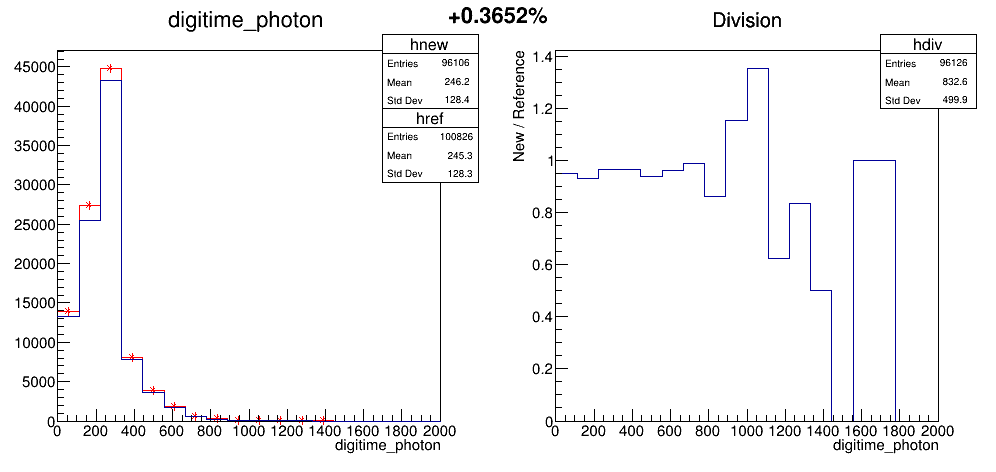 +0.3652%
digitime_photon
hnew
Entries 96106
Mean 246.2
Std Dev 128.4
href
Entries 100826
Mean 245.3
Std Dev 128.3
45000
40000
35000
30000
25000
20000
15000
10000
5000
0
0 200 400 600 800 1000 1200 1400 1600 1800 2000
digitime_photon
Division
hdiv
Entries 96126
Mean 832.6
Std Dev 499.9
New / Reference
1.4
1.2
1
0.8
0.6
0.4
0.2
0
0 200 400 600 800 1000 1200 1400 1600 1800 2000
digitime_photon